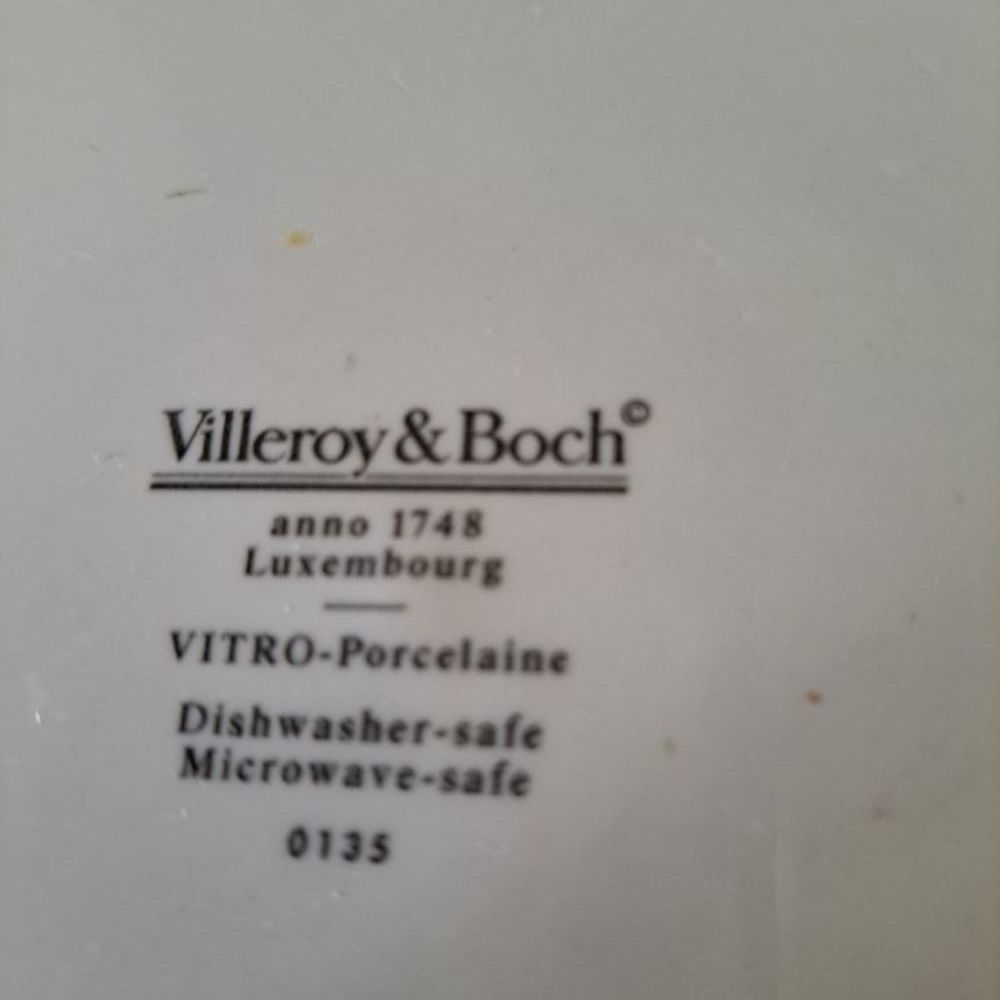 Villeroy & Boch©
anno 1748
Luxembourg
VITRO-Porcelaine
Dishwasher-safe
Microwave-safe
0135